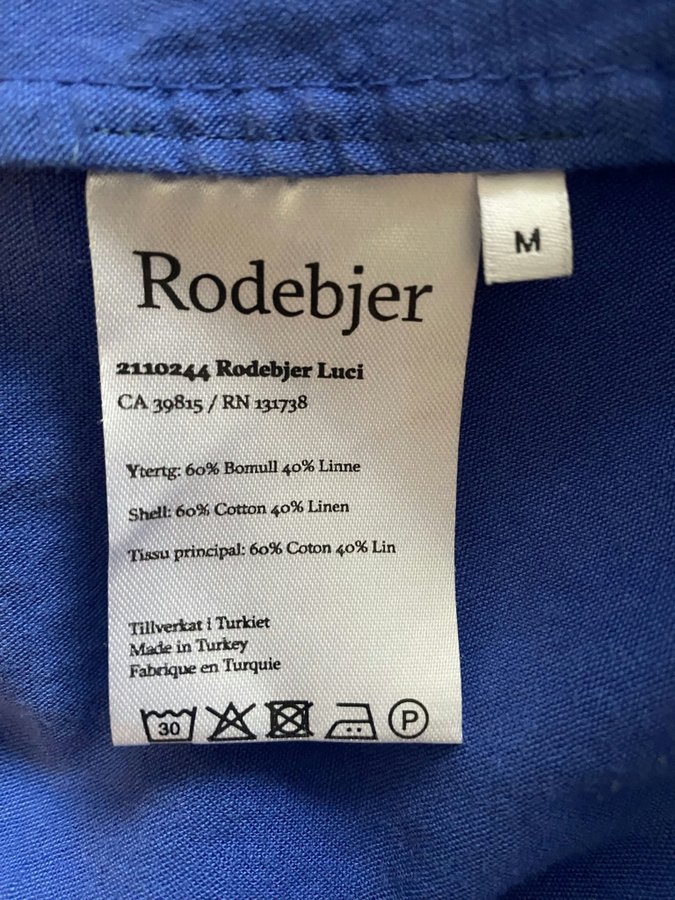 Rodebjer
M
2110244 Rodebjer Luci
CA 39815 / RN 131738
Ytertg: 60% Bomull 40% Linne
Shell: 60% Cotton 40% Linen
Tissu principal: 60% Coton 40% Lin
Tillverkat i Turkiet
Made in Turkey
Fabrique en Turquie
30 P